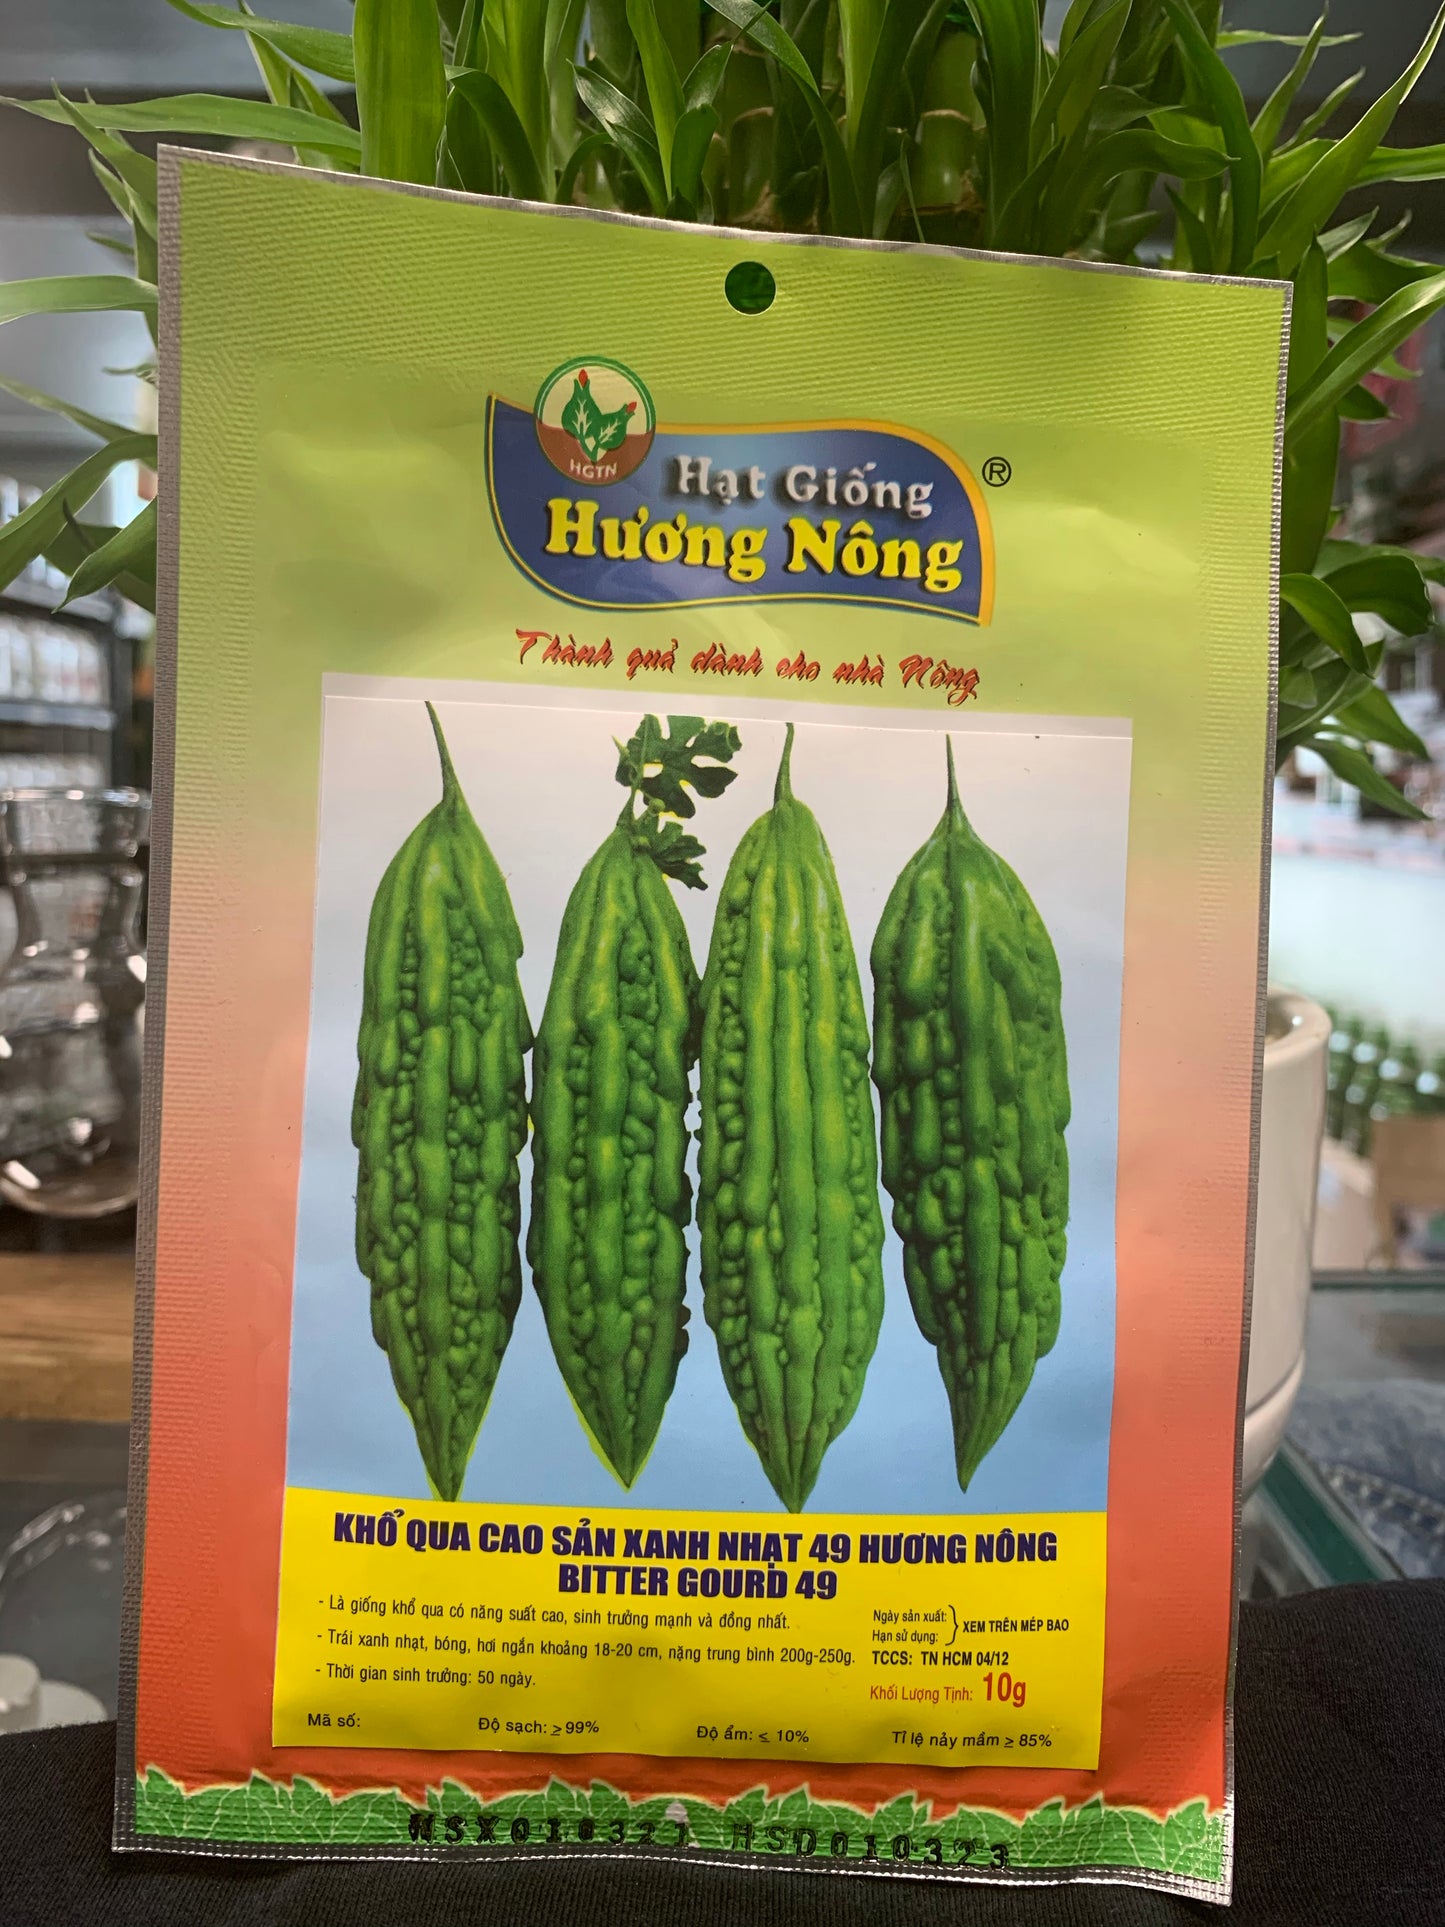 HGTN
Hạt Giống
Hương Nông
®
Thành quả dành cho nhà Nông
KHỔ QUA CAO SẢN XANH NHẠT 49 HƯƠNG NÔNG
BITTER GOURD 49
- Là giống khổ qua có năng suất cao, sinh trưởng mạnh và đồng nhất.
- Trái xanh nhạt, bóng, hơi ngắn khoảng 18-20 cm, nặng trung bình 200g-250g.
- Thời gian sinh trưởng: 50 ngày.
Ngày sản xuất:
Hạn sử dụng:
XEM TRÊN MÉP BAO
TCCS: TN HCM 04/12
Khối Lượng Tịnh: 10g
Mã số: Độ sạch: ≥ 99% Độ ẩm: ≤ 10% Tỉ lệ nảy mầm ≥ 85%
NSX010321 HSD010323